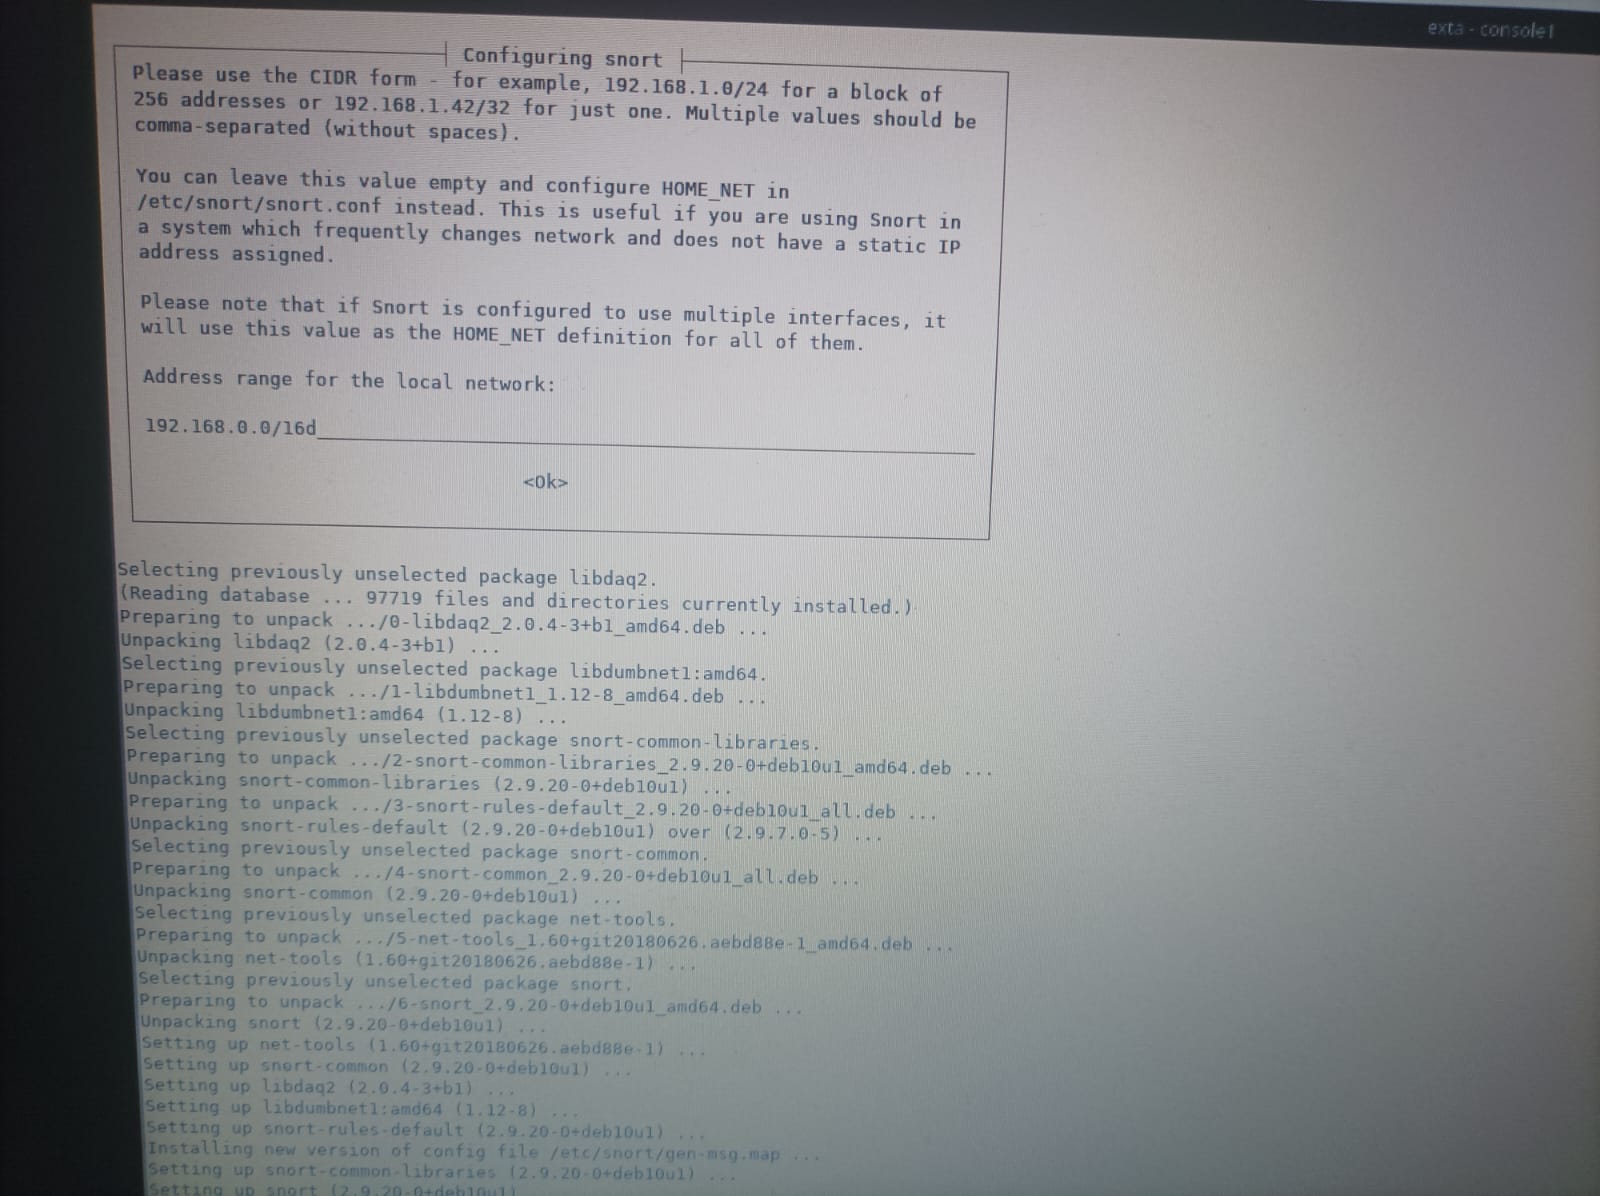 exta - console1
Configuring snort
Please use the CIDR form - for example, 192.168.1.0/24 for a block of
256 addresses or 192.168.1.42/32 for just one. Multiple values should be
comma-separated (without spaces).
You can leave this value empty and configure HOME_NET in
/etc/snort/snort.conf instead. This is useful if you are using Snort in
a system which frequently changes network and does not have a static IP
address assigned.
Please note that if Snort is configured to use multiple interfaces, it
will use this value as the HOME_NET definition for all of them.
Address range for the local network:
192.168.0.0/16d
<Ok>
Selecting previously unselected package libdaq2.
(Reading database ... 97719 files and directories currently installed.)
Preparing to unpack .../0-libdaq2_2.0.4-3+b1_amd64.deb ...
Unpacking libdaq2 (2.0.4-3+b1) ...
Selecting previously unselected package libdumbnet1:amd64.
Preparing to unpack .../1-libdumbnet1_1.12-8_amd64.deb ...
Unpacking libdumbnet1:amd64 (1.12-8) ...
Selecting previously unselected package snort-common-libraries.
Preparing to unpack .../2-snort-common-libraries_2.9.20-0+deb10u1_amd64.deb ...
Unpacking snort-common-libraries (2.9.20-0+deb10u1) ...
Preparing to unpack .../3-snort-rules-default_2.9.20-0+deb10u1_all.deb ...
Unpacking snort-rules-default (2.9.20-0+deb10u1) over (2.9.7.0-5) ...
Selecting previously unselected package snort-common.
Preparing to unpack .../4-snort-common_2.9.20-0+deb10u1_all.deb ...
Unpacking snort-common (2.9.20-0+deb10u1) ...
Selecting previously unselected package net-tools.
Preparing to unpack .../5-net-tools_1.60+git20180626.aebd88e-1_amd64.deb ...
Unpacking net-tools (1.60+git20180626.aebd88e-1) ...
Selecting previously unselected package snort.
Preparing to unpack .../6-snort_2.9.20-0+deb10u1_amd64.deb ...
Unpacking snort (2.9.20-0+deb10u1) ...
Setting up net-tools (1.60+git20180626.aebd88e-1) ...
Setting up snort-common (2.9.20-0+deb10u1) ...
Setting up libdaq2 (2.0.4-3+b1) ...
Setting up libdumbnet1:amd64 (1.12-8) ...
Setting up snort-rules-default (2.9.20-0+deb10u1) ...
Installing new version of config file /etc/snort/gen-msg.map ...
Setting up snort-common-libraries (2.9.20-0+deb10u1) ...
Setting up snort (2.9.20-0+deb10u1)